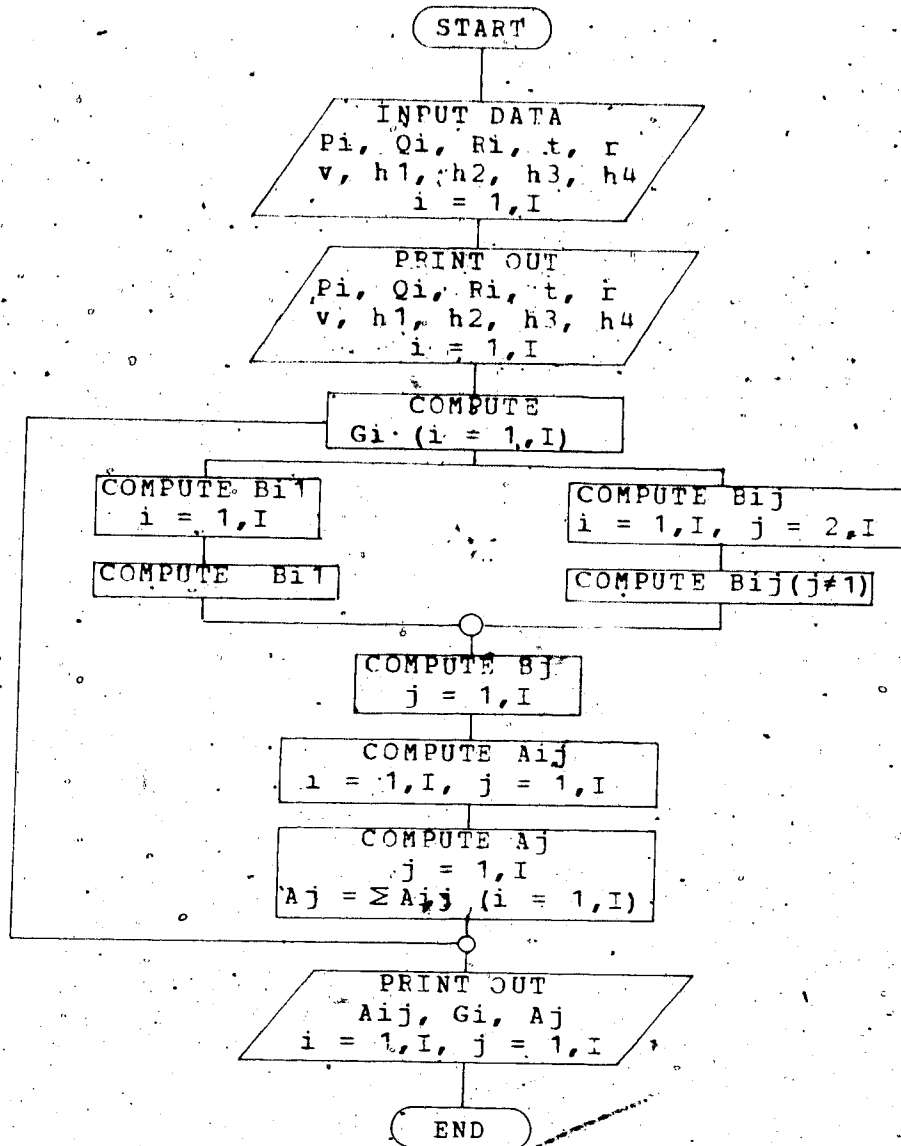 START
INPUT DATA
Pi, Qi, Ri, t, r
v, h1, h2, h3, h4
i = 1,I
PRINT OUT
Pi, Qi, Ri, t, r
v, h1, h2, h3, h4
i = 1,I
COMPUTE
Gi (i = 1,I)
COMPUTE Bi1
i = 1,I
COMPUTE Bij
i = 1,I, j = 2,I
COMPUTE Bi1
COMPUTE Bij(j≠1)
COMPUTE Bj
j = 1,I
COMPUTE Aij
i = 1,I, j = 1,I
COMPUTE Aj
j = 1,I
Aj = Σ Aij (i = 1,I)
PRINT OUT
Aij, Gi, Aj
i = 1,I, j = 1,I
END